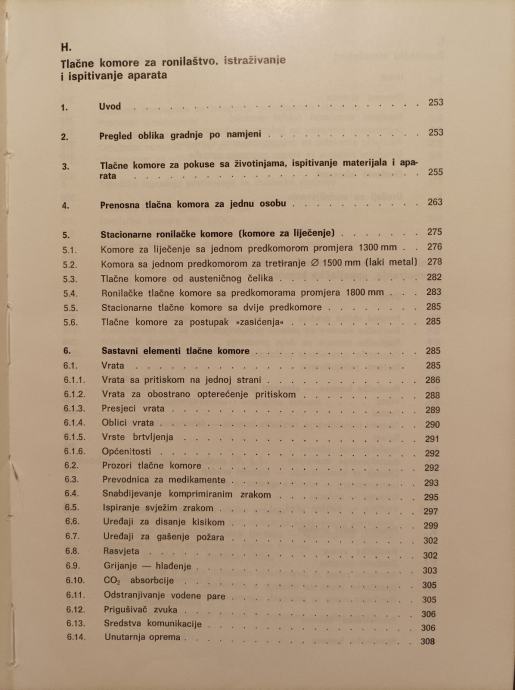 H.
Tlačne komore za ronilaštvo, istraživanje
i ispitivanje aparata
1. Uvod . . . . . . . . . . . . . . . . . . . . 253
2. Pregled oblika gradnje po namjeni . . . . . . . . . . . 253
3. Tlačne komore za pokuse sa životinjama, ispitivanje materijala i apa-
rata . . . . . . . . . . . . . . . . . . . . 255
4. Prenosna tlačna komora za jednu osobu . . . . . . . . . 263
5. Stacionarne ronilačke komore (komore za liječenje) . . . . . . 275
5.1. Komore za liječenje sa jednom predkomorom promjera 1300 mm . . 276
5.2. Komora sa jednom predkomorom za tretiranje ∅ 1500 mm (laki metal) 278
5.3. Tlačne komore od austeničnog čelika . . . . . . . . . . 282
5.4. Ronilačke tlačne komore sa predkomorama promjera 1800 mm . . . 283
5.5. Stacionarne tlačne komore sa dvije predkomore . . . . . . . 285
5.6. Tlačne komore za postupak »zasićenja« . . . . . . . . . 285
6. Sastavni elementi tlačne komore . . . . . . . . . . . . 285
6.1. Vrata . . . . . . . . . . . . . . . . . . . . 285
6.1.1. Vrata sa pritiskom na jednoj strani . . . . . . . . . . . 286
6.1.2. Vrata za obostrano opterećenje pritiskom . . . . . . . . . 288
6.1.3. Presjeci vrata . . . . . . . . . . . . . . . . . 289
6.1.4. Oblici vrata . . . . . . . . . . . . . . . . . . 290
6.1.5. Vrste brtvljenja . . . . . . . . . . . . . . . . . 291
6.1.6. Općenitosti . . . . . . . . . . . . . . . . . . 292
6.2. Prozori tlačne komore . . . . . . . . . . . . . . . 292
6.3. Prevodnica za medikamente . . . . . . . . . . . . . . 293
6.4. Snabdijevanje komprimiranim zrakom . . . . . . . . . . . 295
6.5. Ispiranje svježim zrakom . . . . . . . . . . . . . . 297
6.6. Uređaji za disanje kisikom . . . . . . . . . . . . . . 299
6.7. Uređaji za gašenje požara . . . . . . . . . . . . . . 302
6.8. Rasvjeta . . . . . . . . . . . . . . . . . . . 302
6.9. Grijanje — hlađenje . . . . . . . . . . . . . . . . 303
6.10. CO₂ absorbcije . . . . . . . . . . . . . . . . . 305
6.11. Odstranjivanje vodene pare . . . . . . . . . . . . . . 305
6.12. Prigušivač zvuka . . . . . . . . . . . . . . . . . 306
6.13. Sredstva komunikacije . . . . . . . . . . . . . . . 306
6.14. Unutarnja oprema . . . . . . . . . . . . . . . . . 308